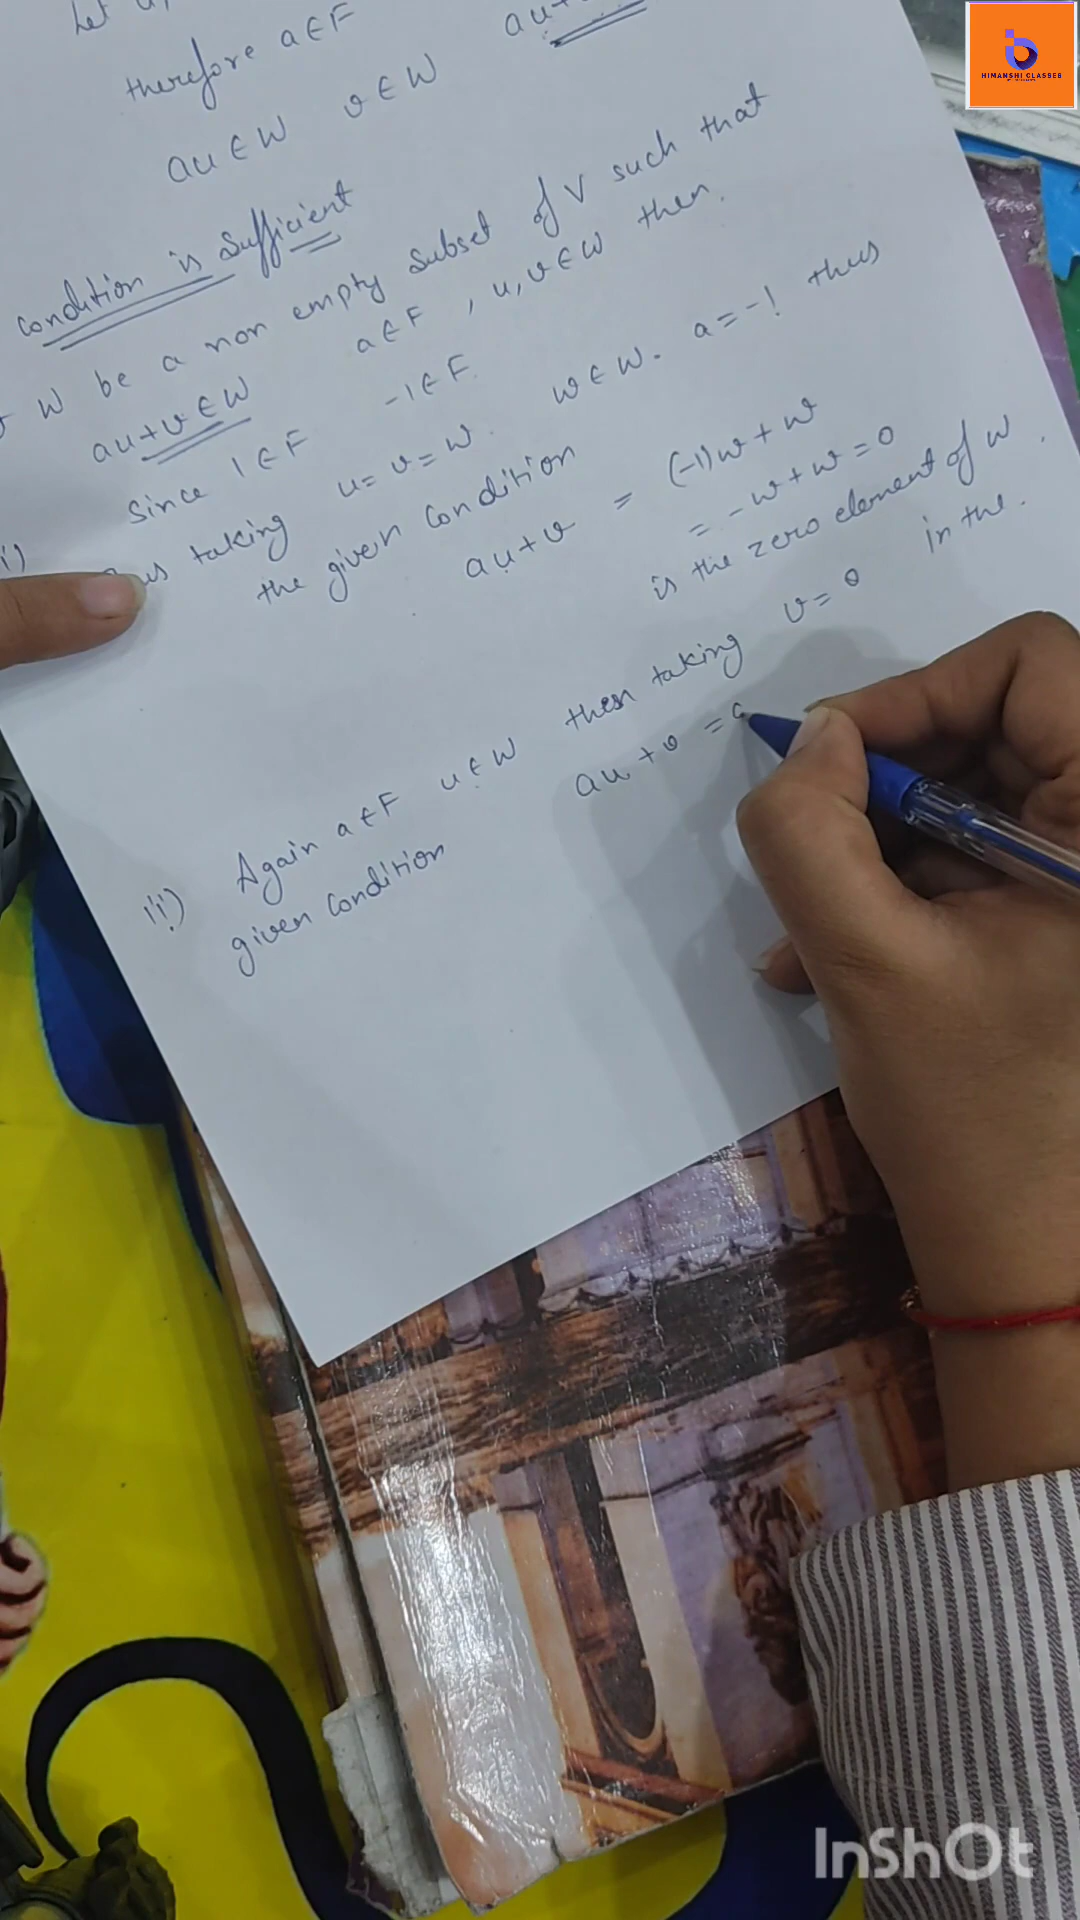 Let u,
therefore a ∈ F au+
au ∈ W v ∈ W
Condition is Sufficient
W be a non empty subset of V such that
au+v ∈ W a ∈ F , u, v ∈ W then.
Since 1 ∈ F -1 ∈ F.
i) taking u = v = w. w ∈ W. a = -1 thus
the given condition
au+v = (-1)w + w
= -w + w = 0
is the zero element of W.
ii) Again a ∈ F u ∈ W then taking v = 0 in the.
given condition au + 0 =
HIMANSHI CLASSES
InShOt